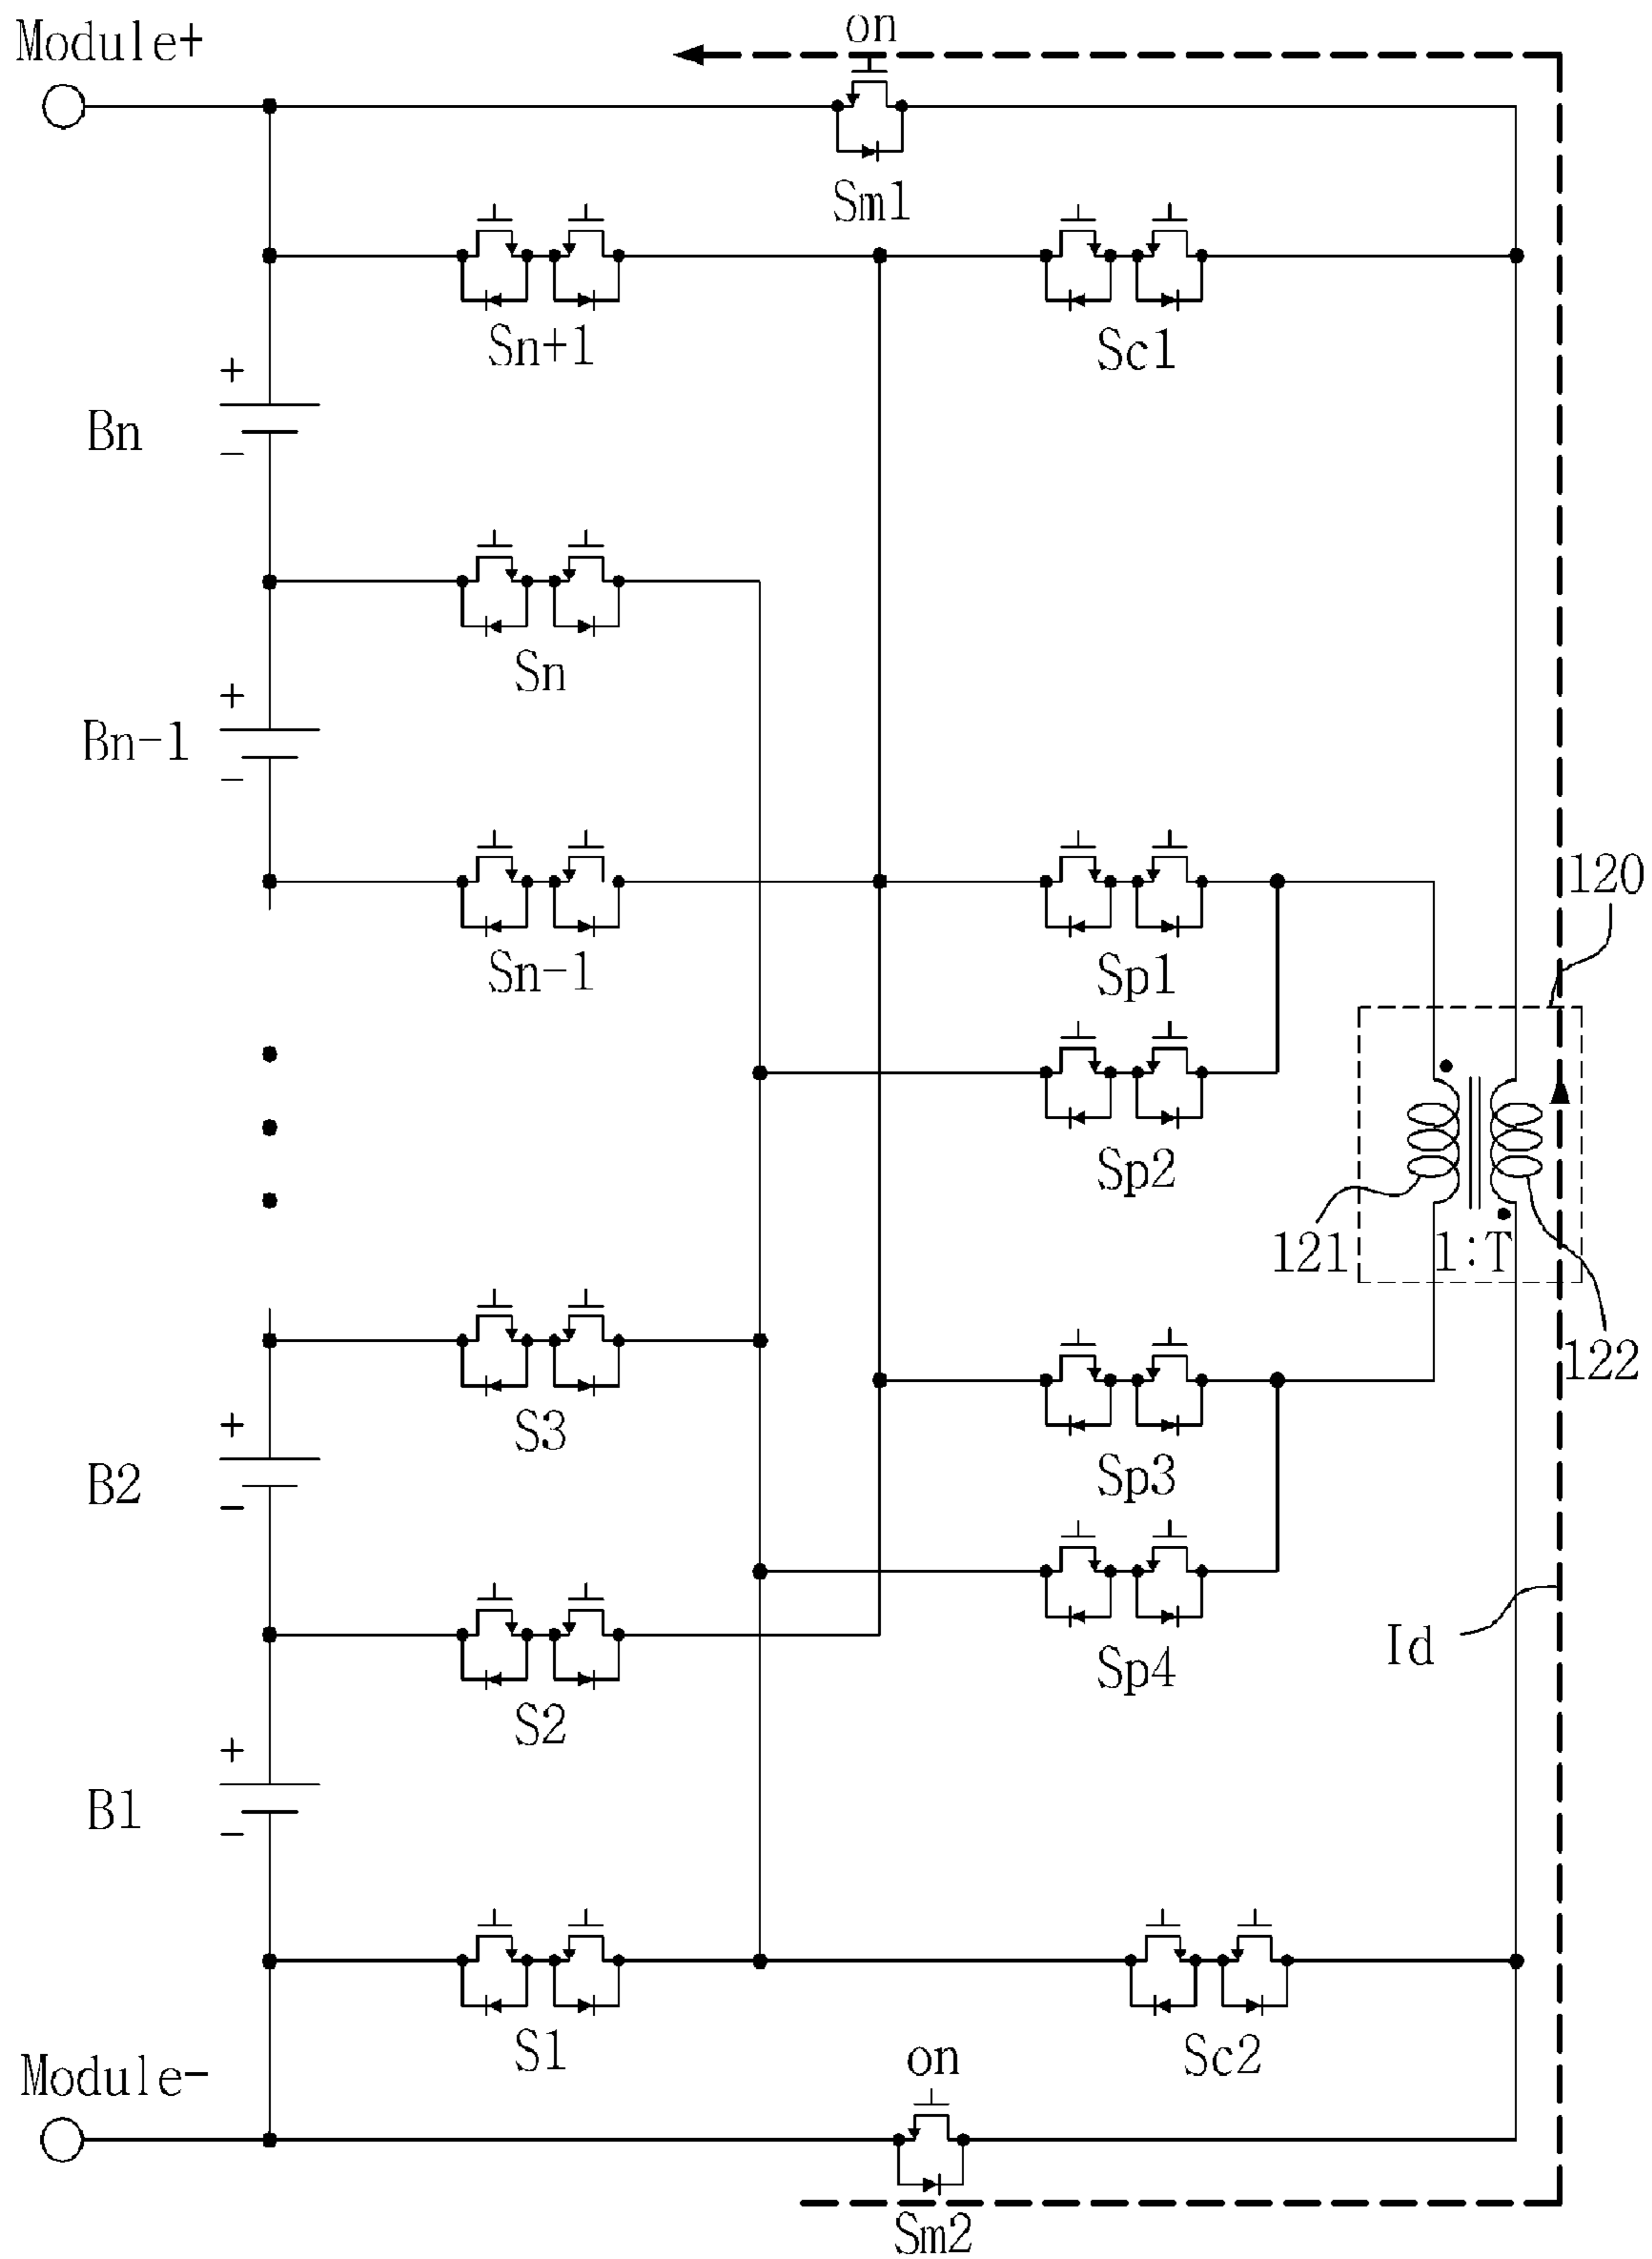 Module+
on
Sm1
Sn+1
Sc1
+
Bn
−
Sn
+
Bn-1
−
Sn-1
Sp1
120
Sp2
121
1:T
122
S3
Sp3
+
B2
−
Sp4
Id
S2
+
B1
−
S1
Sc2
on
Module-
Sm2